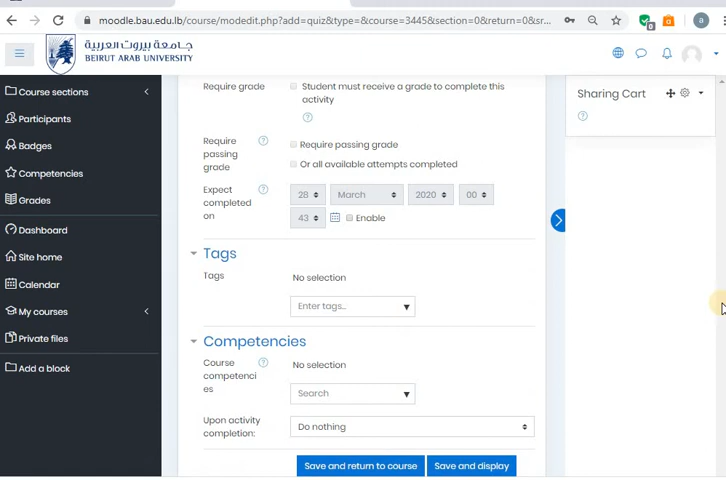 moodle.bau.edu.lb/course/modedit.php?add=quiz&type=&course=3445&section=0&return=0&sr...
a
جامعة بيروت العربية
BEIRUT ARAB UNIVERSITY
Course sections
Participants
Badges
Competencies
Grades
Dashboard
Site home
Calendar
My courses
Private files
Add a block
Require grade
Student must receive a grade to complete this
activity
Require
passing
grade
Require passing grade
Or all available attempts completed
Expect
completed
on
28 March 2020 00
43 Enable
Tags
Tags
No selection
Enter tags...
Competencies
Course
competenci
es
No selection
Search
Upon activity
completion:
Do nothing
Save and return to course
Save and display
Sharing Cart